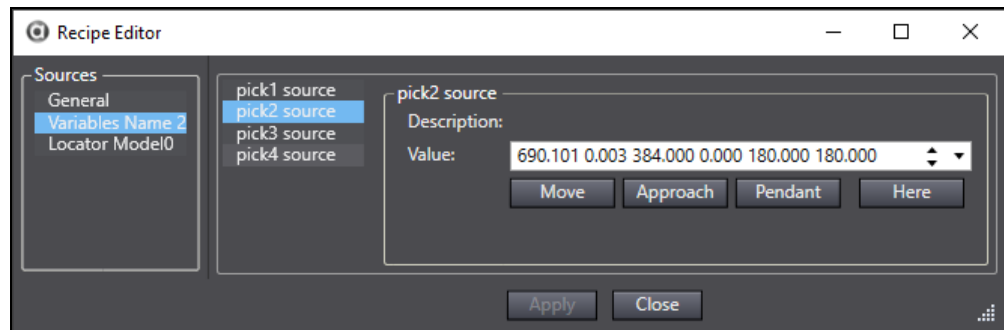 Recipe Editor
Sources
General
Variables Name 2
Locator Model0
pick1 source
pick2 source
pick3 source
pick4 source
pick2 source
Description:
Value:
690.101 0.003 384.000 0.000 180.000 180.000
Move
Approach
Pendant
Here
Apply
Close